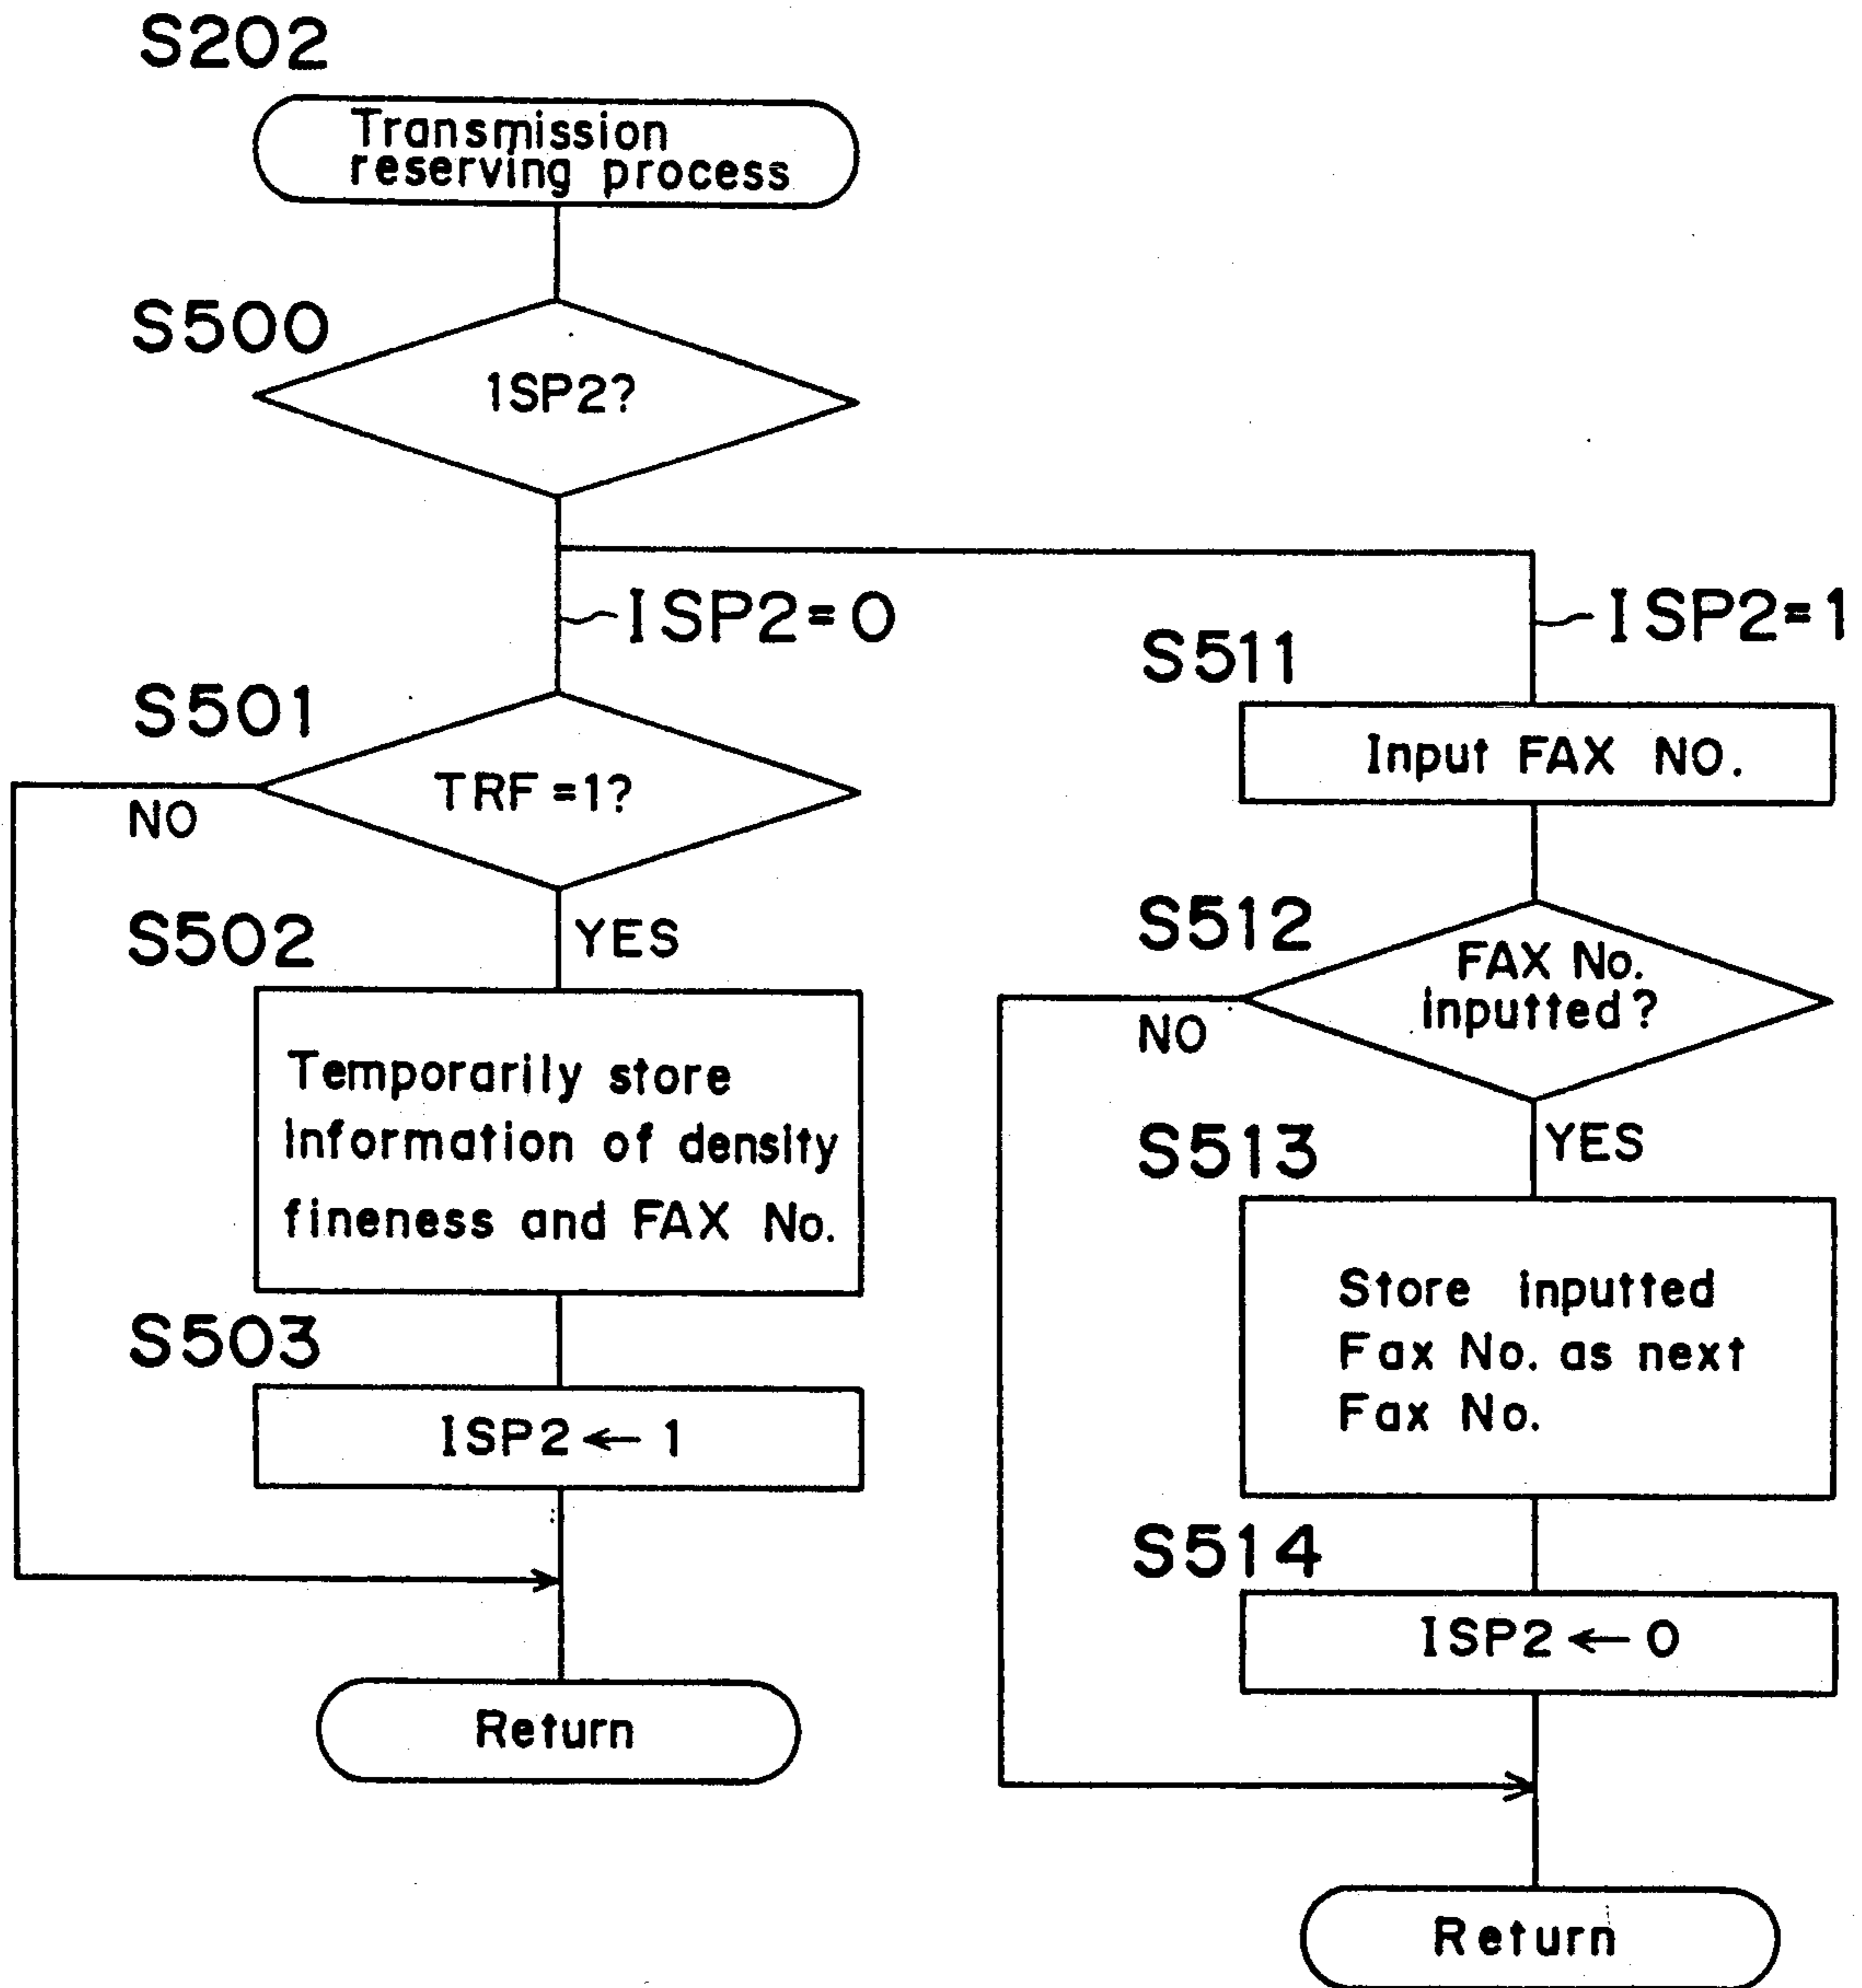 S202
Transmission
reserving process
S500
ISP2?
ISP2=0
ISP2=1
S501
TRF=1?
NO
YES
S502
Temporarily store
information of density
fineness and FAX No.
S503
ISP2←1
Return
S511
Input FAX NO.
S512
FAX No.
inputted?
NO
YES
S513
Store inputted
Fax No. as next
Fax No.
S514
ISP2←0
Return